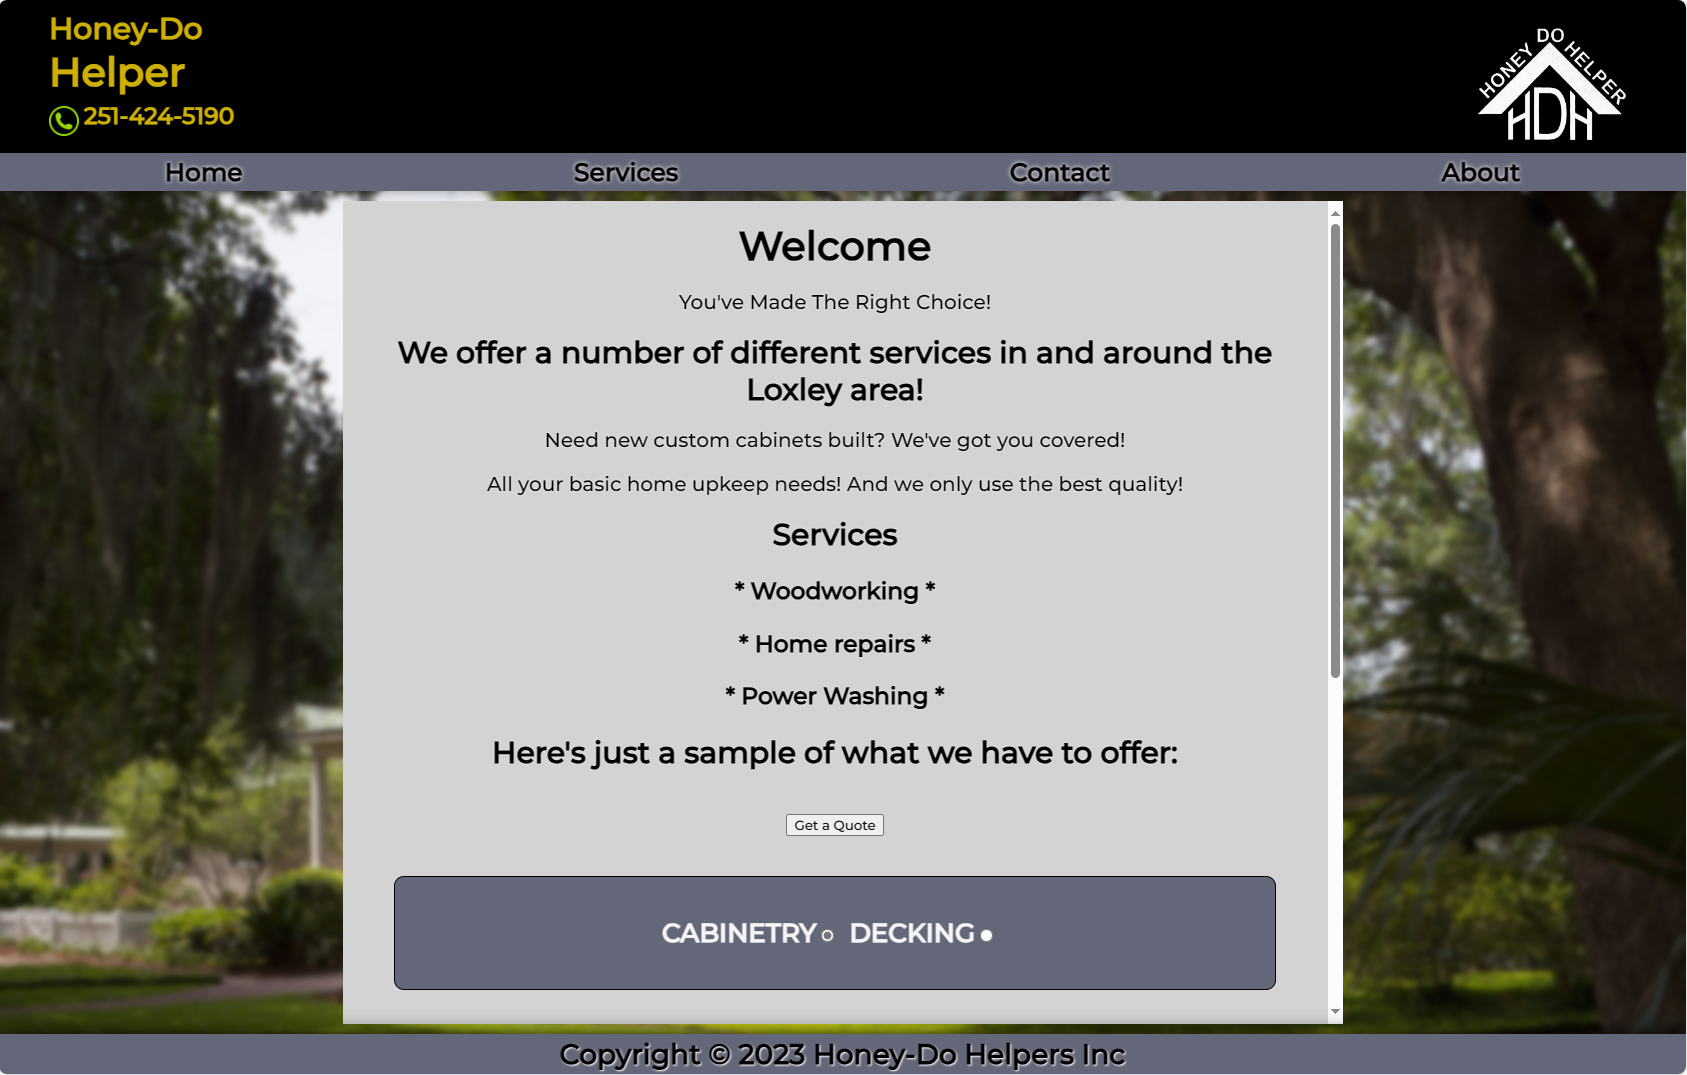 Honey-Do
Helper
251-424-5190
HONEY DO HELPER
HDH
Home Services Contact About
Welcome
You've Made The Right Choice!
We offer a number of different services in and around the
Loxley area!
Need new custom cabinets built? We've got you covered!
All your basic home upkeep needs! And we only use the best quality!
Services
* Woodworking *
* Home repairs *
* Power Washing *
Here's just a sample of what we have to offer:
Get a Quote
CABINETRY DECKING
Copyright © 2023 Honey-Do Helpers Inc